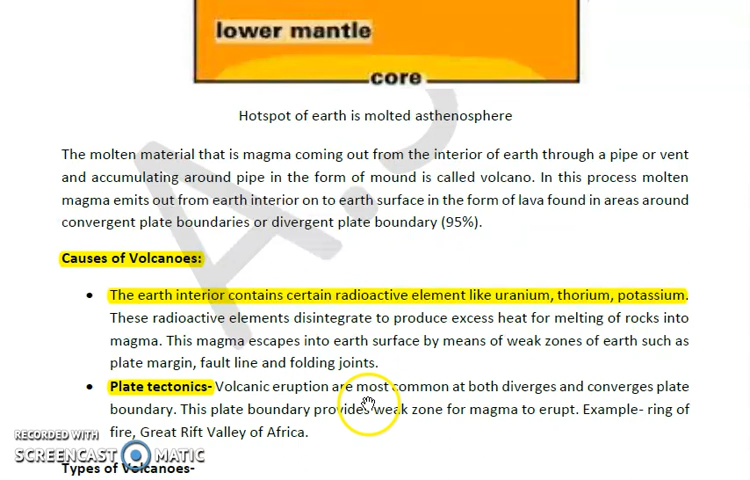 lower mantle
core
Hotspot of earth is molted asthenosphere
The molten material that is magma coming out from the interior of earth through a pipe or vent
and accumulating around pipe in the form of mound is called volcano. In this process molten
magma emits out from earth interior on to earth surface in the form of lava found in areas around
convergent plate boundaries or divergent plate boundary (95%).
Causes of Volcanoes:
• The earth interior contains certain radioactive element like uranium, thorium, potassium.
These radioactive elements disintegrate to produce excess heat for melting of rocks into
magma. This magma escapes into earth surface by means of weak zones of earth such as
plate margin, fault line and folding joints.
• Plate tectonics- Volcanic eruption are most common at both diverges and converges plate
boundary. This plate boundary provides weak zone for magma to erupt. Example- ring of
fire, Great Rift Valley of Africa.
RECORDED WITH
SCREENCAST MATIC
Types of Volcanoes-